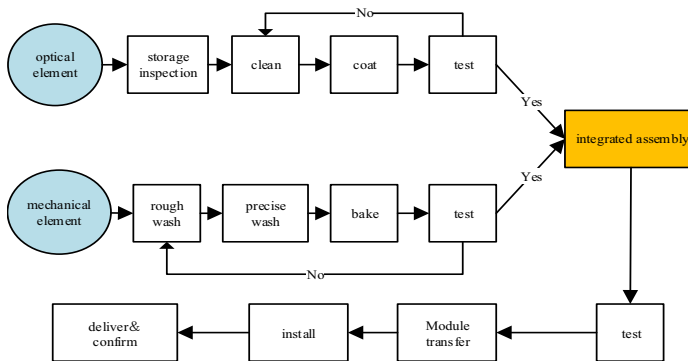 No
optical
element
storage
inspection
clean
coat
test
Yes
integrated assembly
mechanical
element
rough
wash
precise
wash
bake
test
Yes
No
deliver&
confirm
install
Module
transfer
test